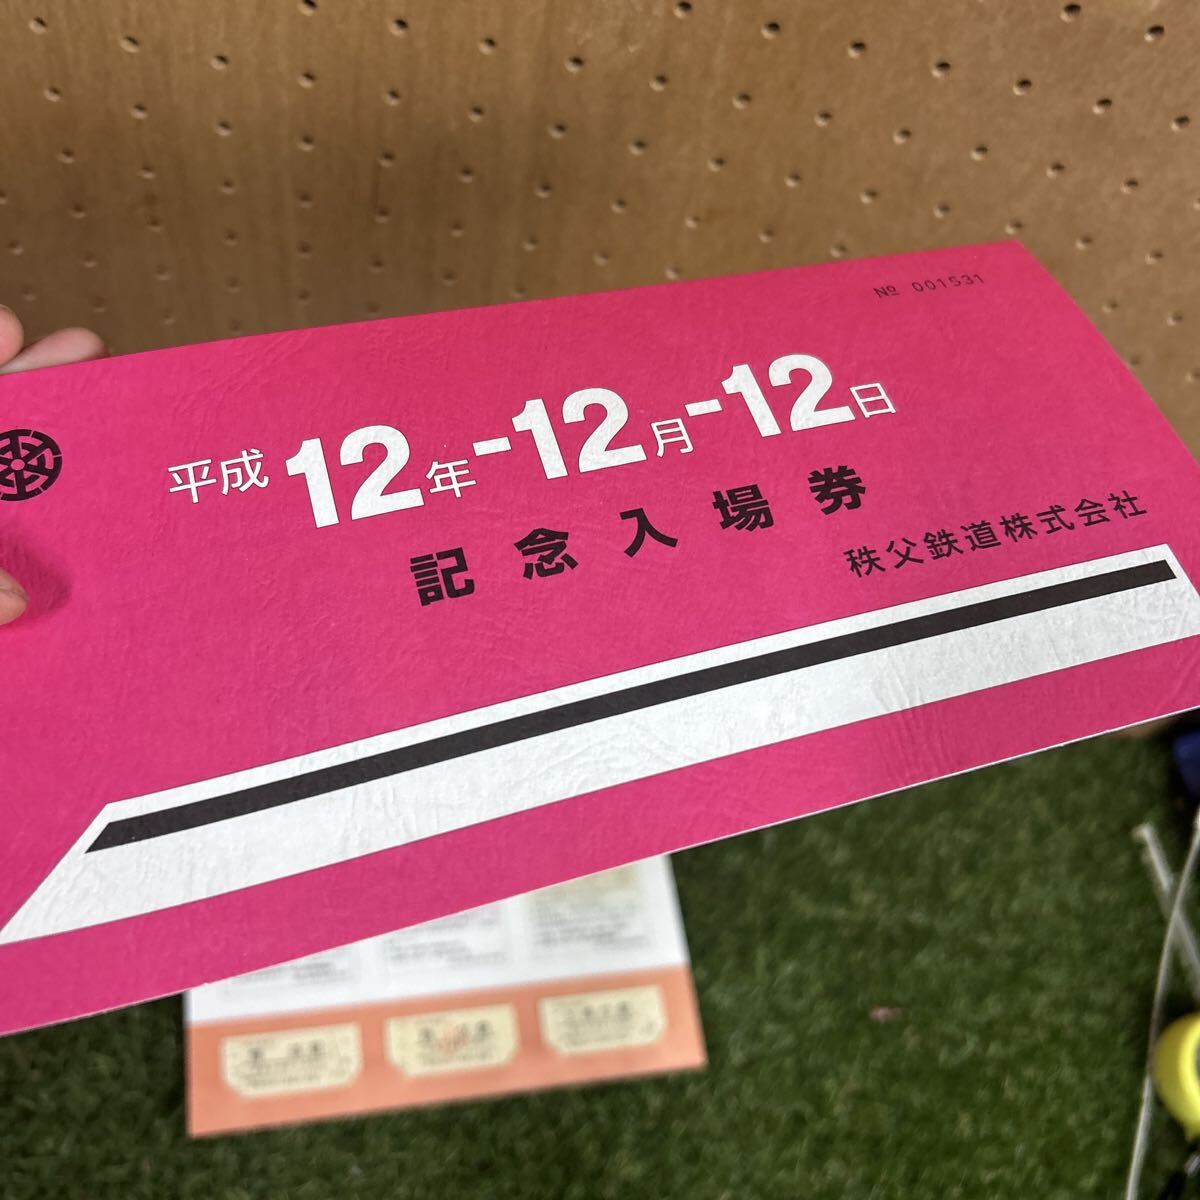 № 001531
平成12年-12月-12日
記念入場券
秩父鉄道株式会社